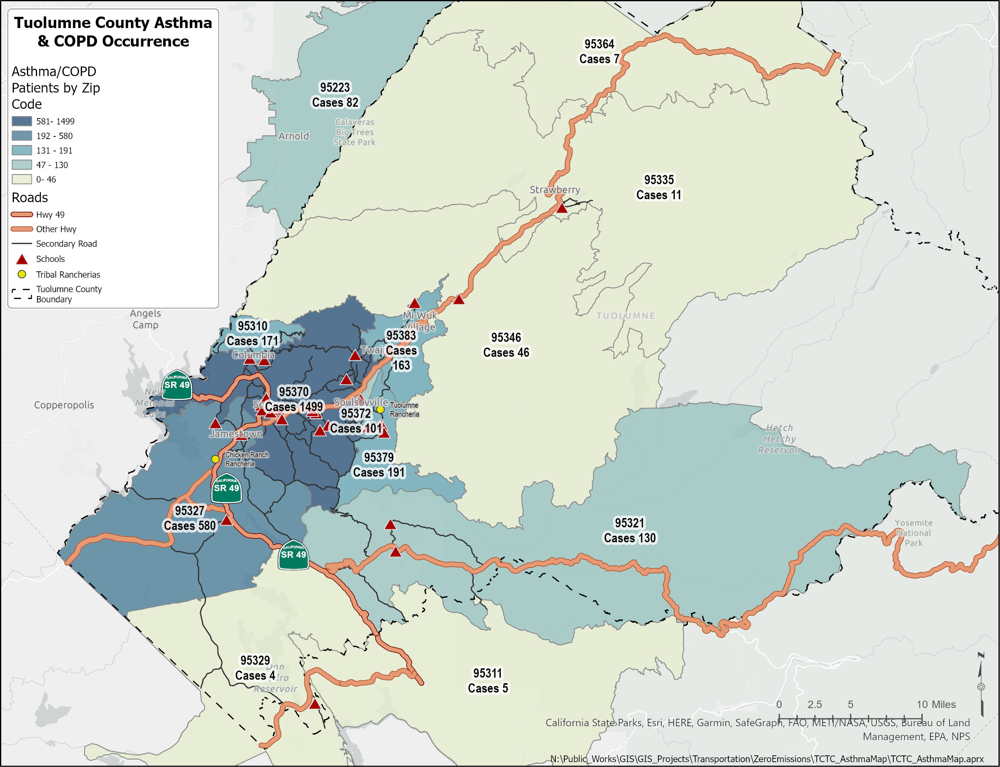 Tuolumne County Asthma
& COPD Occurrence
Asthma/COPD
Patients by Zip
Code
581- 1499
192 - 580
131 - 191
47 - 130
0- 46
Roads
Hwy 49
Other Hwy
Secondary Road
Schools
Tribal Rancherias
Tuolumne County
Boundary
95364
Cases 7
95223
Cases 82
Calaveras
Big Trees
State Park
Arnold
95335
Cases 11
Strawberry
Angels
Camp
TUOLUMNE
Mi-Wuk
Village
95310
Cases 171
Columbia
95383
Cases
163
95346
Cases 46
CALIFORNIA
SR 49
New
Melones
Lake
Copperopolis
95370
Cases 1499
Soulsbyville
Tuolumne
Rancheria
95372
Cases 101
Jamestown
Hetch
Hetchy
Reservoir
Chicken Ranch
Rancheria
95379
Cases 191
CALIFORNIA
SR 49
95327
Cases 580
95321
Cases 130
Yosemite
National
Park
CALIFORNIA
SR 49
95329
Cases 4
Don
Reservoir
95311
Cases 5
N
0 2.5 5 10 Miles
California State Parks, Esri, HERE, Garmin, SafeGraph, FAO, METI/NASA, USGS, Bureau of Land
Management, EPA, NPS
N:\Public_Works\GIS\GIS_Projects\Transportation\ZeroEmissions\TCTC_AsthmaMap\TCTC_AsthmaMap.aprx